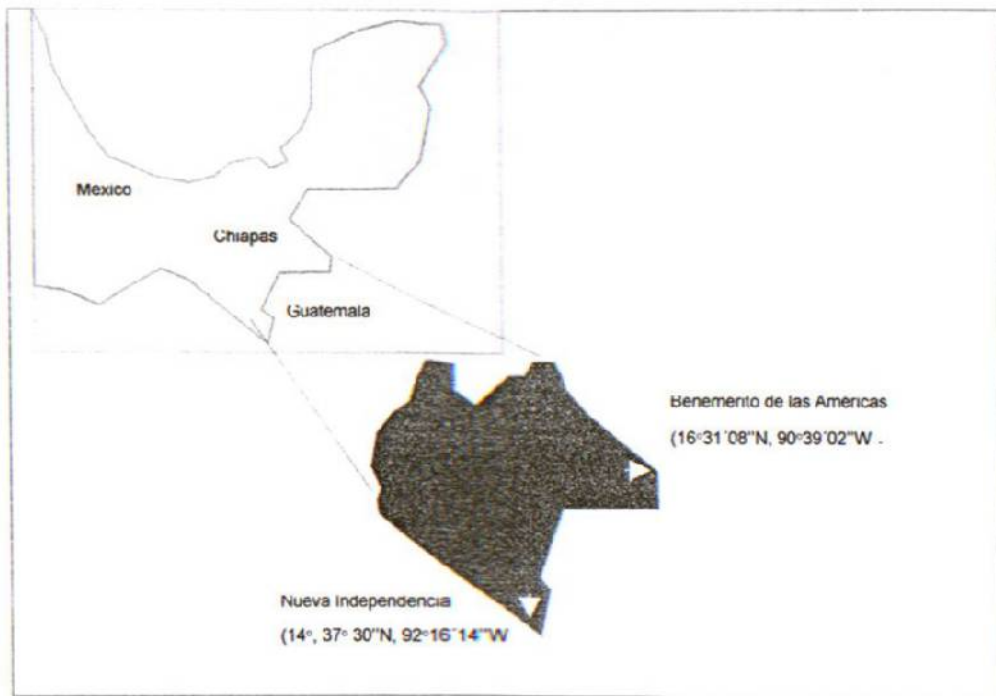 Mexico
Chiapas
Guatemala
Benemerito de las Américas
(16°31´08"N, 90°39´02"W .
Nueva Independencia
(14°, 37° 30"N, 92°16´14"W